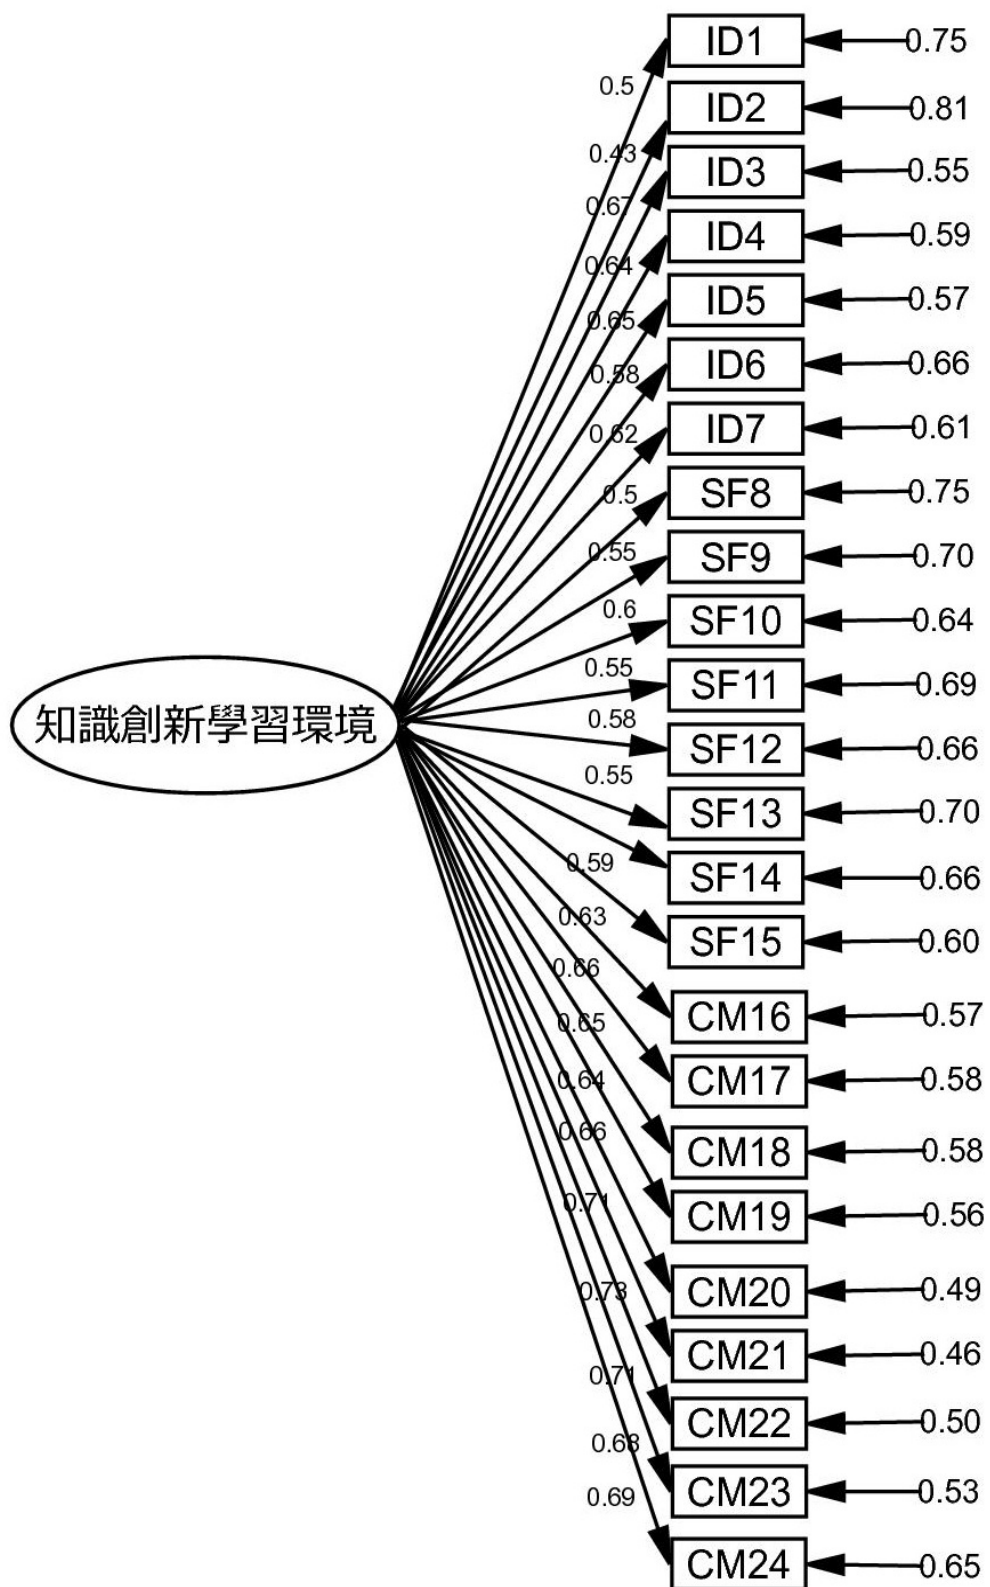 ID1 0.75
0.5
ID2 0.81
0.43
ID3 0.55
0.67
ID4 0.59
0.64
ID5 0.57
0.65
ID6 0.66
0.58
ID7 0.61
0.62
SF8 0.75
0.5
SF9 0.70
0.55
SF10 0.64
0.6
SF11 0.69
0.55
知識創新學習環境
0.58
SF12 0.66
0.55
SF13 0.70
0.59
SF14 0.66
0.63
SF15 0.60
0.66
CM16 0.57
0.65
CM17 0.58
0.64
0.66
CM18 0.58
0.71
CM19 0.56
0.73
CM20 0.49
CM21 0.46
0.71
CM22 0.50
0.68
CM23 0.53
0.69
CM24 0.65